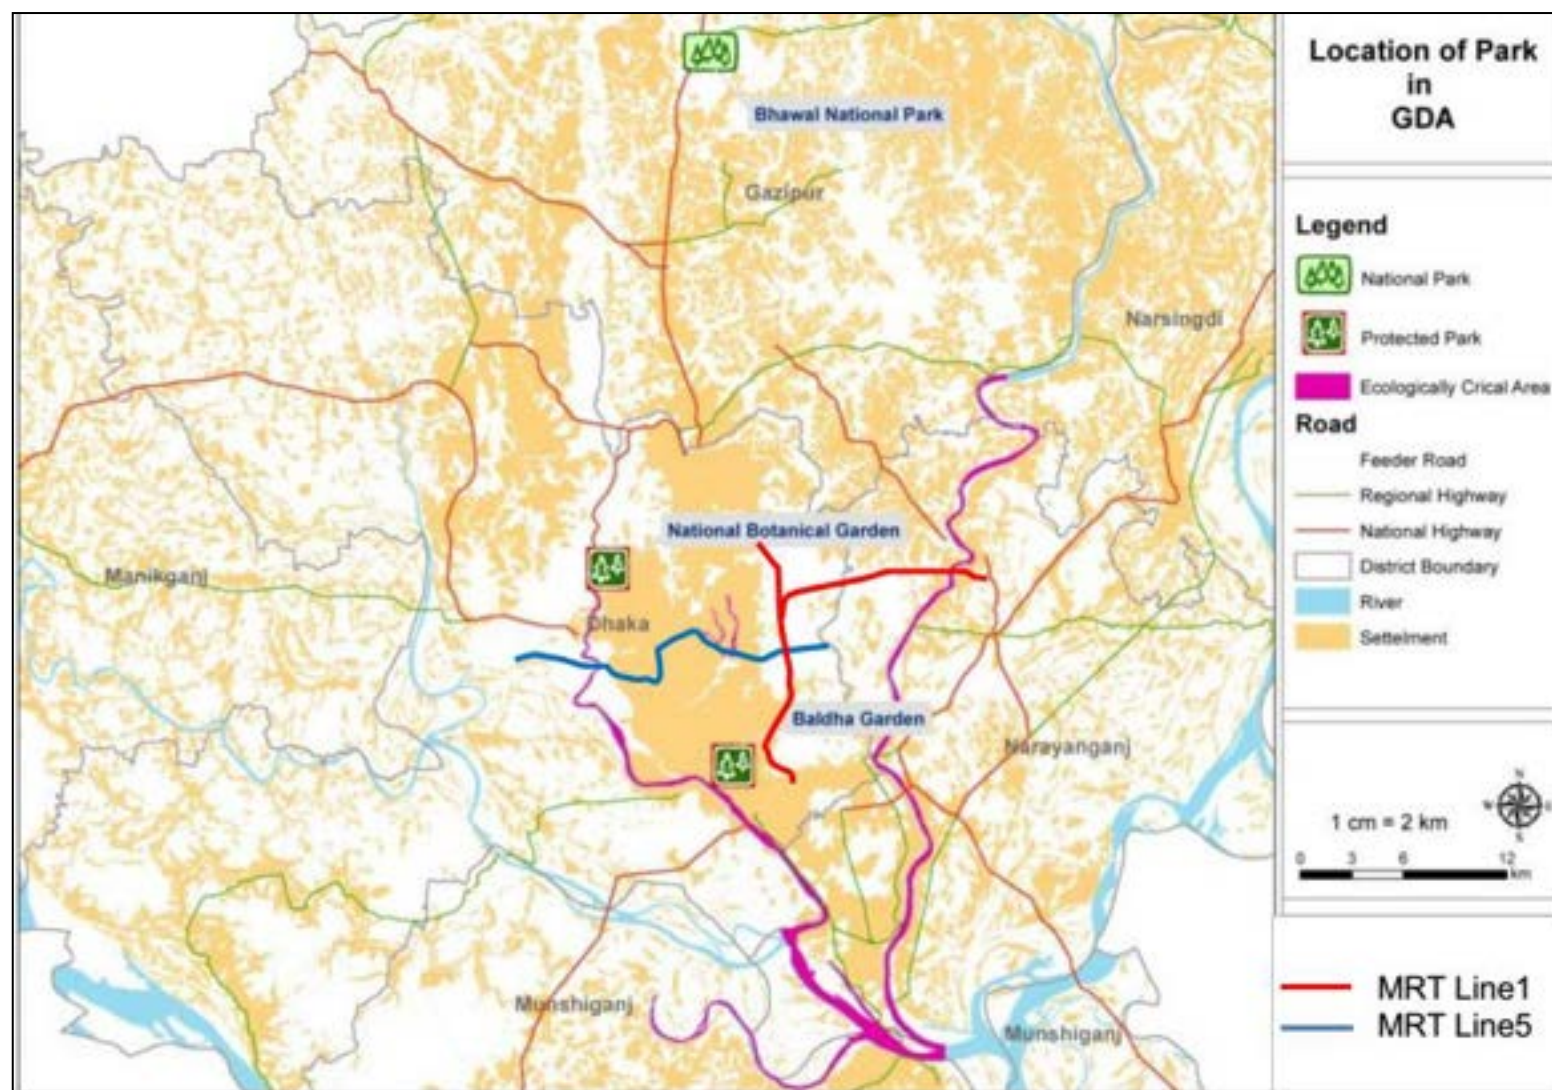 Location of Park
in
GDA
Legend
National Park
Protected Park
Ecologically Crical Area
Road
Feeder Road
Regional Highway
National Highway
District Boundary
River
Settelment
N
W
E
S
1 cm = 2 km
0 3 6 12
km
MRT Line1
MRT Line5
Bhawal National Park
Gazipur
Narsingdi
National Botanical Garden
Manikganj
Dhaka
Baldha Garden
Narayanganj
Munshiganj
Munshiganj